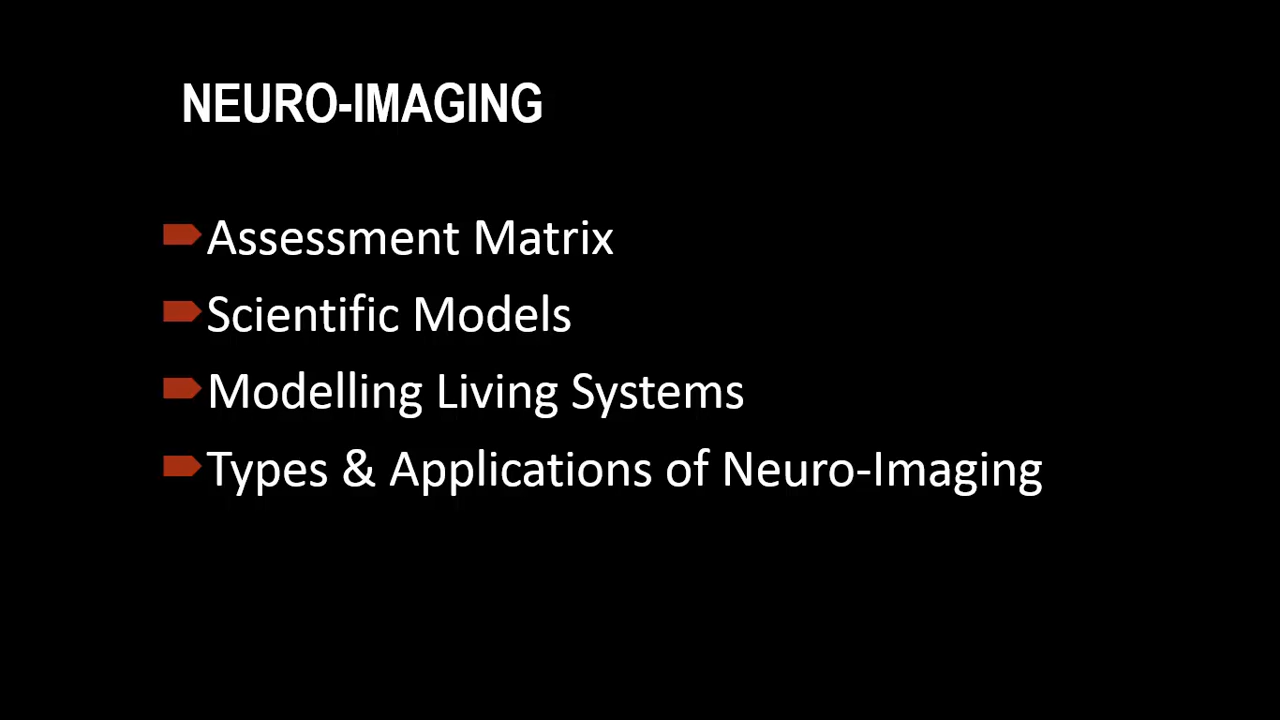 NEURO-IMAGING
Assessment Matrix
Scientific Models
Modelling Living Systems
Types & Applications of Neuro-Imaging